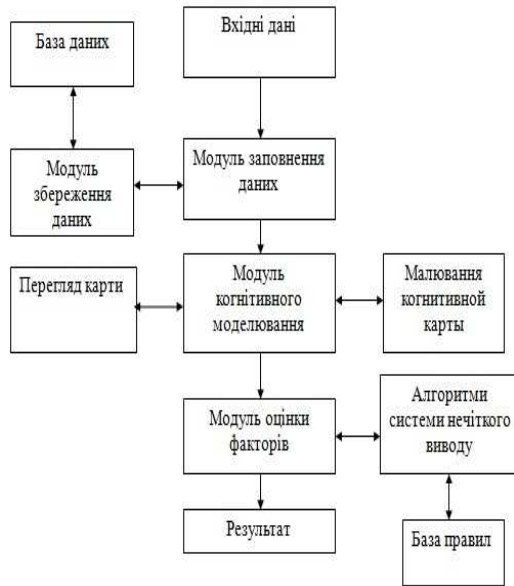 База даних
Вхідні дані
Модуль
збереження
даних
Модуль заповнення
даних
Перегляд карти
Модуль
когнітивного
моделювання
Малювання
когнитивной
карты
Модуль оцінки
факторів
Алгоритми
системи нечіткого
виводу
Результат
База правил